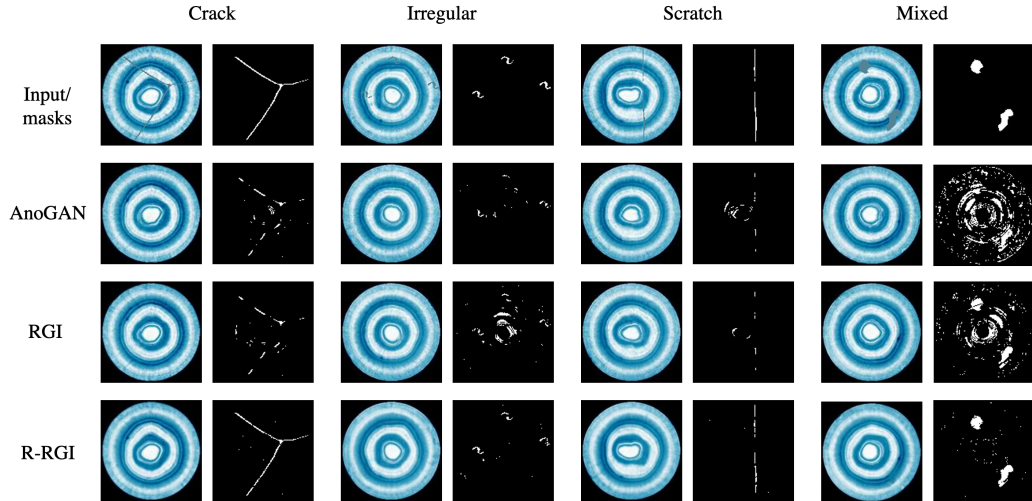 Crack Irregular Scratch Mixed
Input/
masks
AnoGAN
RGI
R-RGI